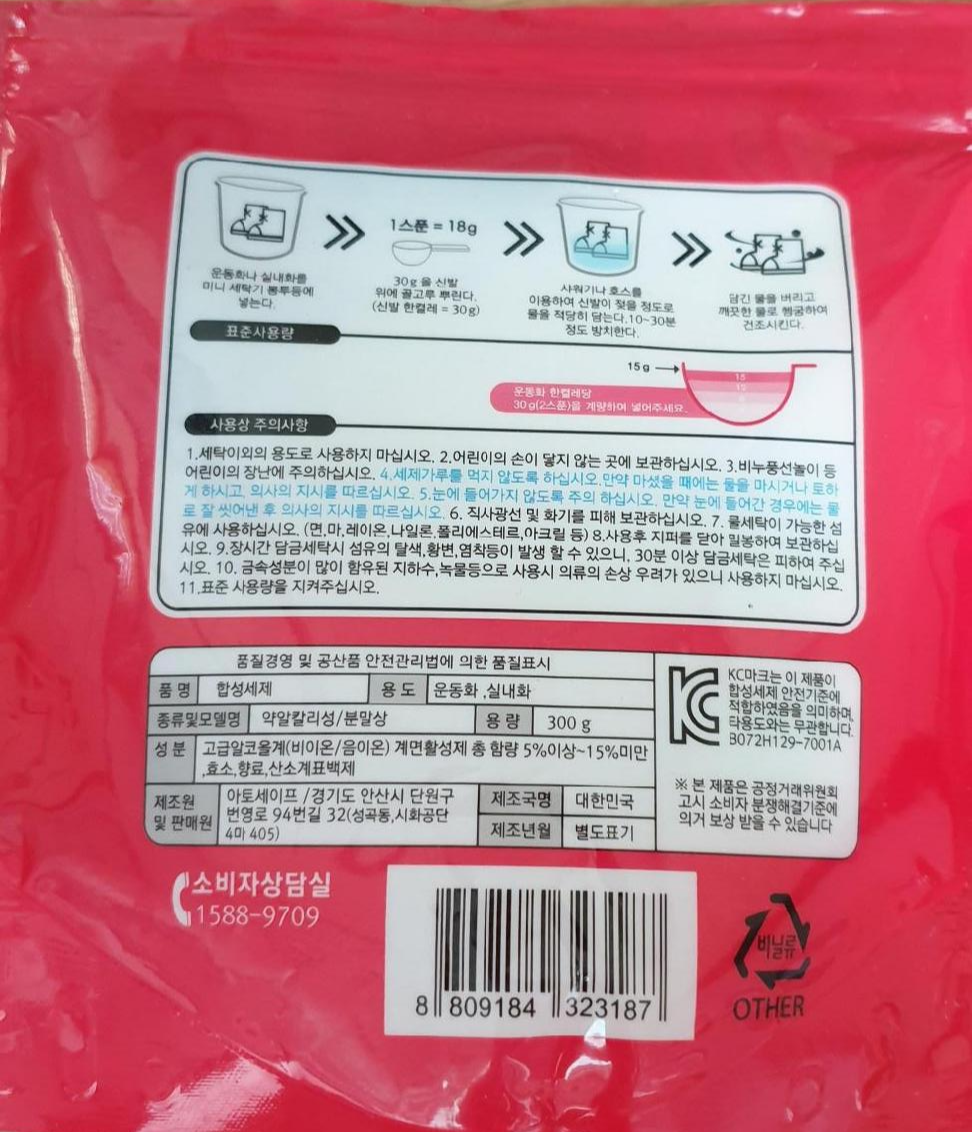 운동화나 실내화를
미니 세탁기 봉투등에
넣는다.
1스푼 = 18g
30g 을 신발
위에 골고루 뿌린다.
(신발 한켤레 = 30g)
샤워기나 호스를
이용하여 신발이 젖을 정도로
물을 적당히 담는다.10~30분
정도 방치한다.
담긴 물을 버리고
깨끗한 물로 헹굼하여
건조시킨다.
표준사용량
15g
15
12
운동화 한켤레당
30g(2스푼)을 계량하여 넣어주세요.
사용상 주의사항
1.세탁이외의 용도로 사용하지 마십시오. 2.어린이의 손이 닿지 않는 곳에 보관하십시오. 3.비누풍선놀이 등
어린이의 장난에 주의하십시오. 4.세제가루를 먹지 않도록 하십시오.만약 마셨을 때에는 물을 마시거나 토하
게 하시고, 의사의 지시를 따르십시오. 5.눈에 들어가지 않도록 주의 하십시오. 만약 눈에 들어간 경우에는 물
로 잘 씻어낸 후 의사의 지시를 따르십시오. 6. 직사광선 및 화기를 피해 보관하십시오. 7. 물세탁이 가능한 섬
유에 사용하십시오. (면,마,레이온,나일론,폴리에스테르,아크릴 등) 8.사용후 지퍼를 닫아 밀봉하여 보관하십
시오. 9.장시간 담금세탁시 섬유의 탈색,황변,염착등이 발생 할 수 있으니, 30분 이상 담금세탁은 피하여 주십
시오. 10. 금속성분이 많이 함유된 지하수,녹물등으로 사용시 의류의 손상 우려가 있으니 사용하지 마십시오.
11.표준 사용량을 지켜주십시오.
품질경영 및 공산품 안전관리법에 의한 품질표시
품 명 합성세제 용 도 운동화 ,실내화
종류및모델명 약알칼리성/분말상 용 량 300 g
성 분 고급알코올계(비이온/음이온) 계면활성제 총 함량 5%이상~15%미만
,효소,향료,산소계표백제
제조원
및 판매원
아토세이프 /경기도 안산시 단원구
번영로 94번길 32(성곡동,시화공단
4마 405)
제조국명 대한민국
제조년월 별도표기
KC마크는 이 제품이
합성세제 안전기준에
적합하였음을 의미하며,
타용도와는 무관합니다.
B072H129-7001A
※ 본 제품은 공정거래위원회
고시 소비자 분쟁해결기준에
의거 보상 받을 수 있습니다
소비자상담실
1588-9709
8 809184 323187
비닐류
OTHER